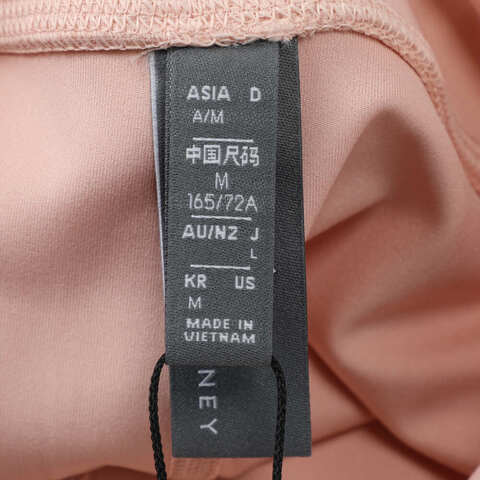 ASIA D
A/M
中国尺码
M
165/72A
AU/NZ J
L
KR US
M
MADE IN
VIETNAM
NEY